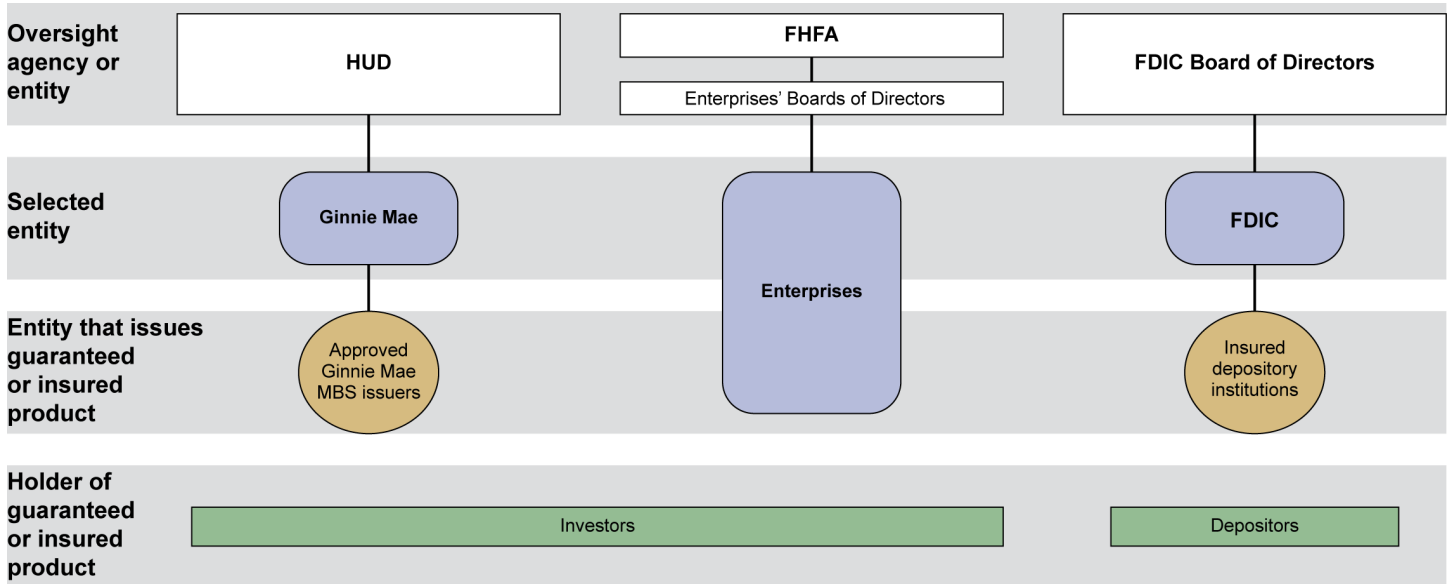 Oversight
agency or
entity
HUD
FHFA
Enterprises’ Boards of Directors
FDIC Board of Directors
Selected
entity
Ginnie Mae
Enterprises
FDIC
Entity that issues
guaranteed
or insured
product
Approved
Ginnie Mae
MBS issuers
Insured
depository
institutions
Holder of
guaranteed
or insured
product
Investors
Depositors